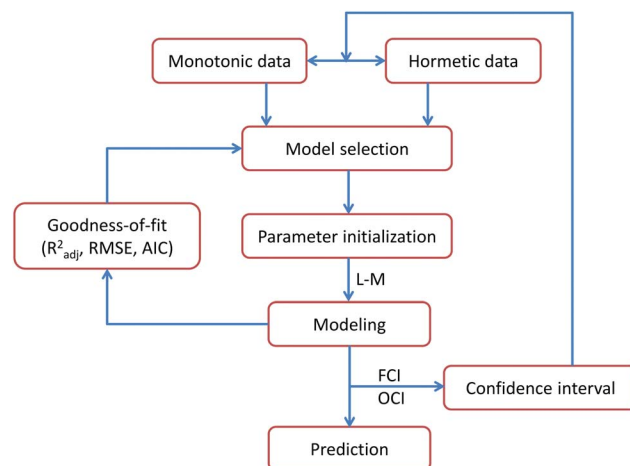 Monotonic data
Hormetic data
Model selection
Goodness-of-fit
(R²adj, RMSE, AIC)
Parameter initialization
L-M
Modeling
FCI
OCI
Confidence interval
Prediction